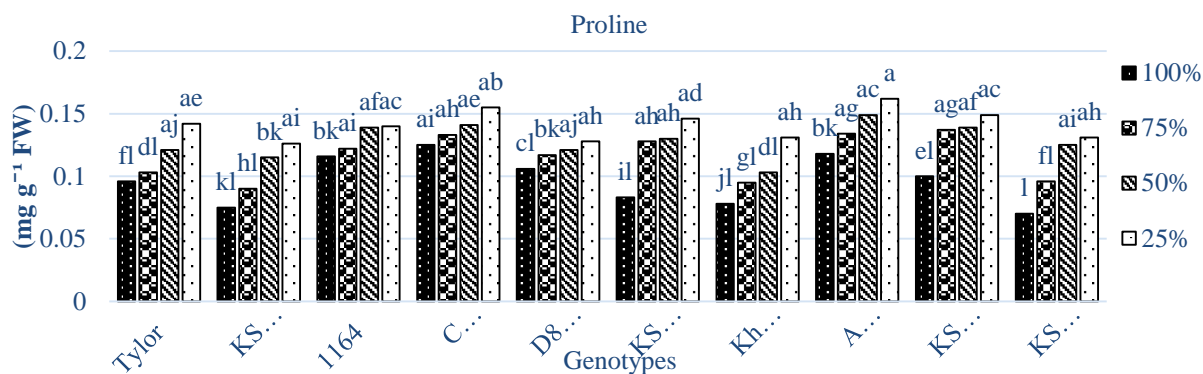 Proline
(mg g⁻¹ FW)
0.2
0.15
0.1
0.05
0
fl dl aj ae
kl hl bk ai
bk ai af ac
ai ah ae ab
cl bk aj ah
il ah ah ad
jl gl dl ah
bk ag ac a
el ag af ac
l fl ai ah
Tylor
KS…
1164
C…
D8…
KS…
Kh…
A…
KS…
KS…
Genotypes
100%
75%
50%
25%